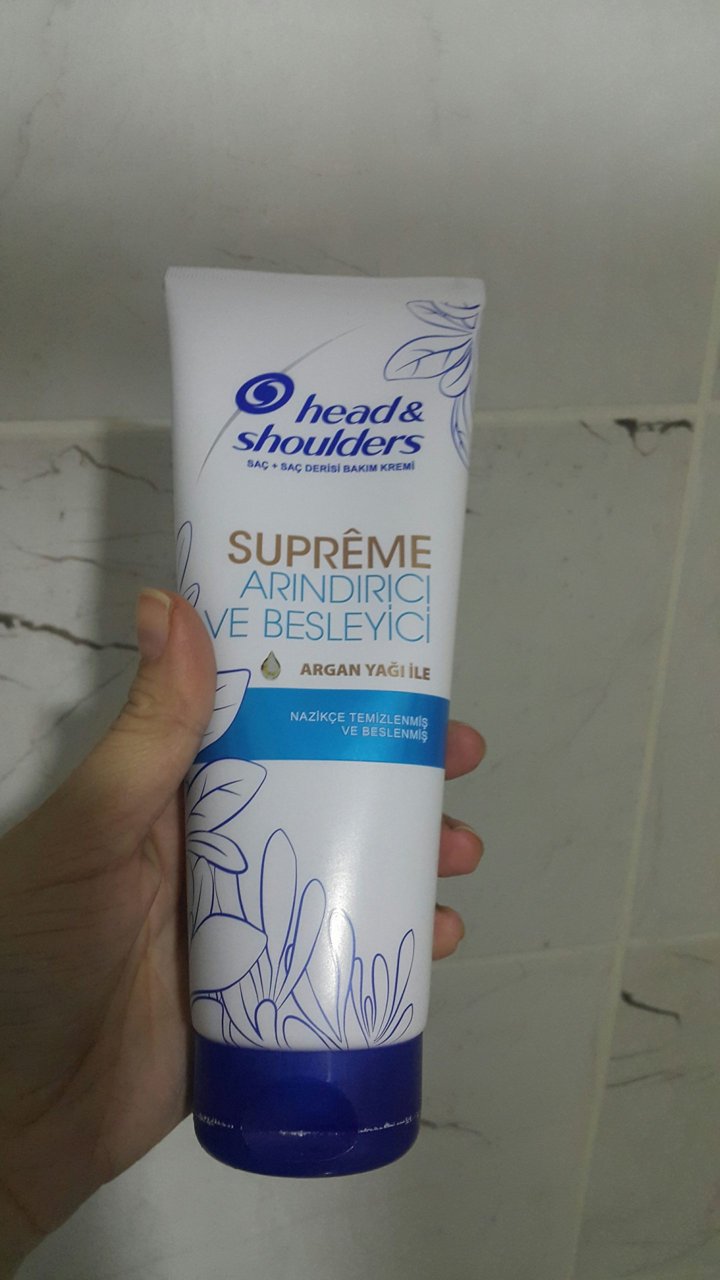 head &
shoulders
SAÇ + SAÇ DERİSİ BAKIM KREMİ
SUPRÊME
ARINDIRICI
VE BESLEYİCİ
ARGAN YAĞI İLE
NAZİKÇE TEMİZLENMİŞ
VE BESLENMİŞ